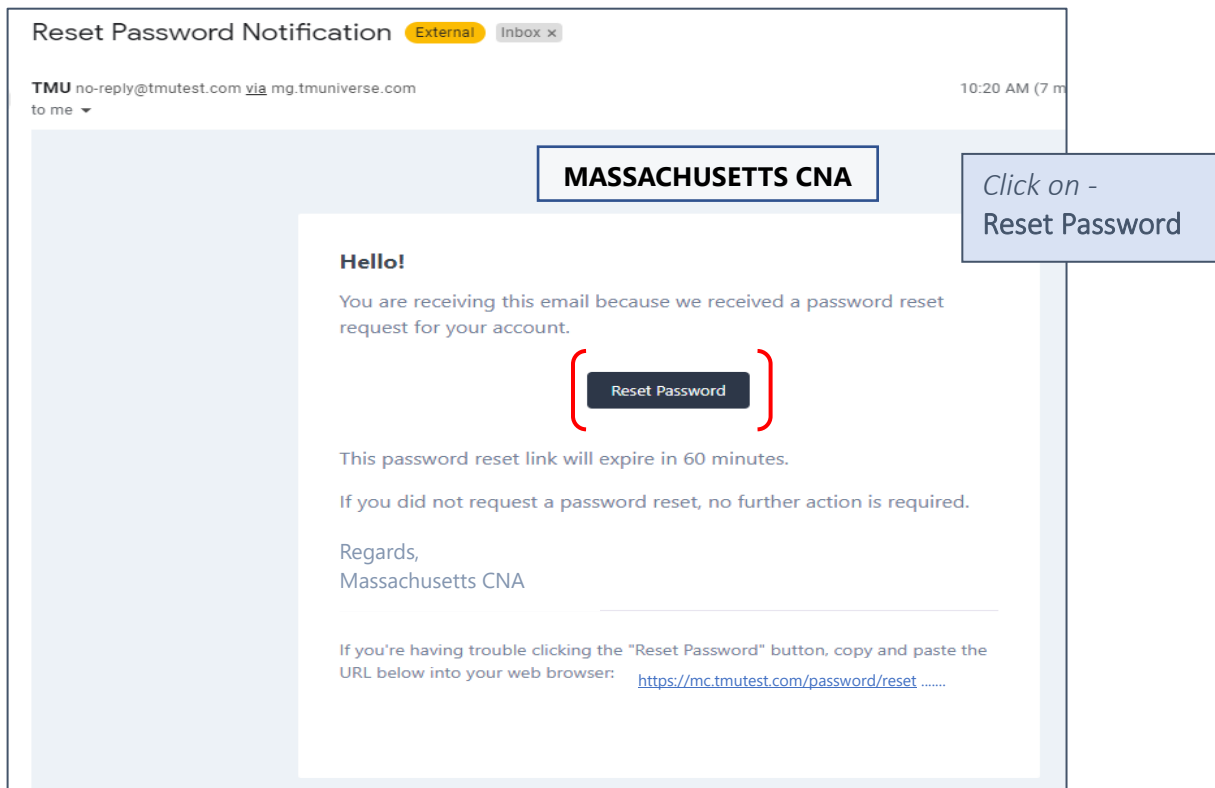 Reset Password Notification External Inbox x
TMU no-reply@tmutest.com via mg.tmuniverse.com 10:20 AM (7 m
to me
MASSACHUSETTS CNA
Click on -
Reset Password
Hello!
You are receiving this email because we received a password reset
request for your account.
Reset Password
This password reset link will expire in 60 minutes.
If you did not request a password reset, no further action is required.
Regards,
Massachusetts CNA
If you're having trouble clicking the "Reset Password" button, copy and paste the
URL below into your web browser: https://mc.tmutest.com/password/reset .......